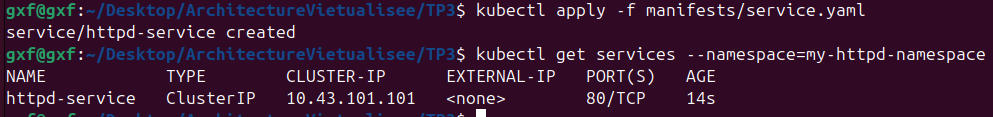 gxf@gxf:~/Desktop/ArchitectureVietualisee/TP3$ kubectl apply -f manifests/service.yaml
service/httpd-service created
gxf@gxf:~/Desktop/ArchitectureVietualisee/TP3$ kubectl get services --namespace=my-httpd-namespace
NAME TYPE CLUSTER-IP EXTERNAL-IP PORT(S) AGE
httpd-service ClusterIP 10.43.101.101 <none> 80/TCP 14s
gxf@gxf:~/Desktop/ArchitectureVietualisee/TP3$